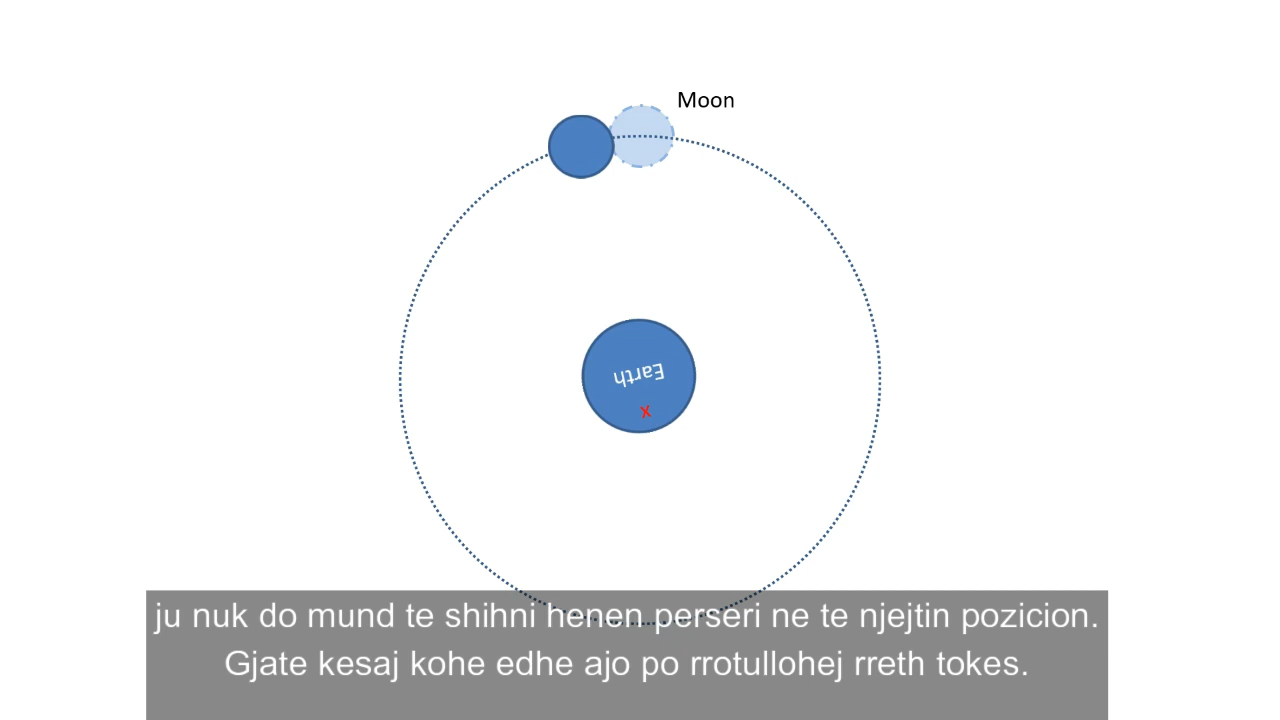 Moon
Earth
x
ju nuk do mund te shihni henen perseri ne te njejtin pozicion.
Gjate kesaj kohe edhe ajo po rrotullohej rreth tokes.